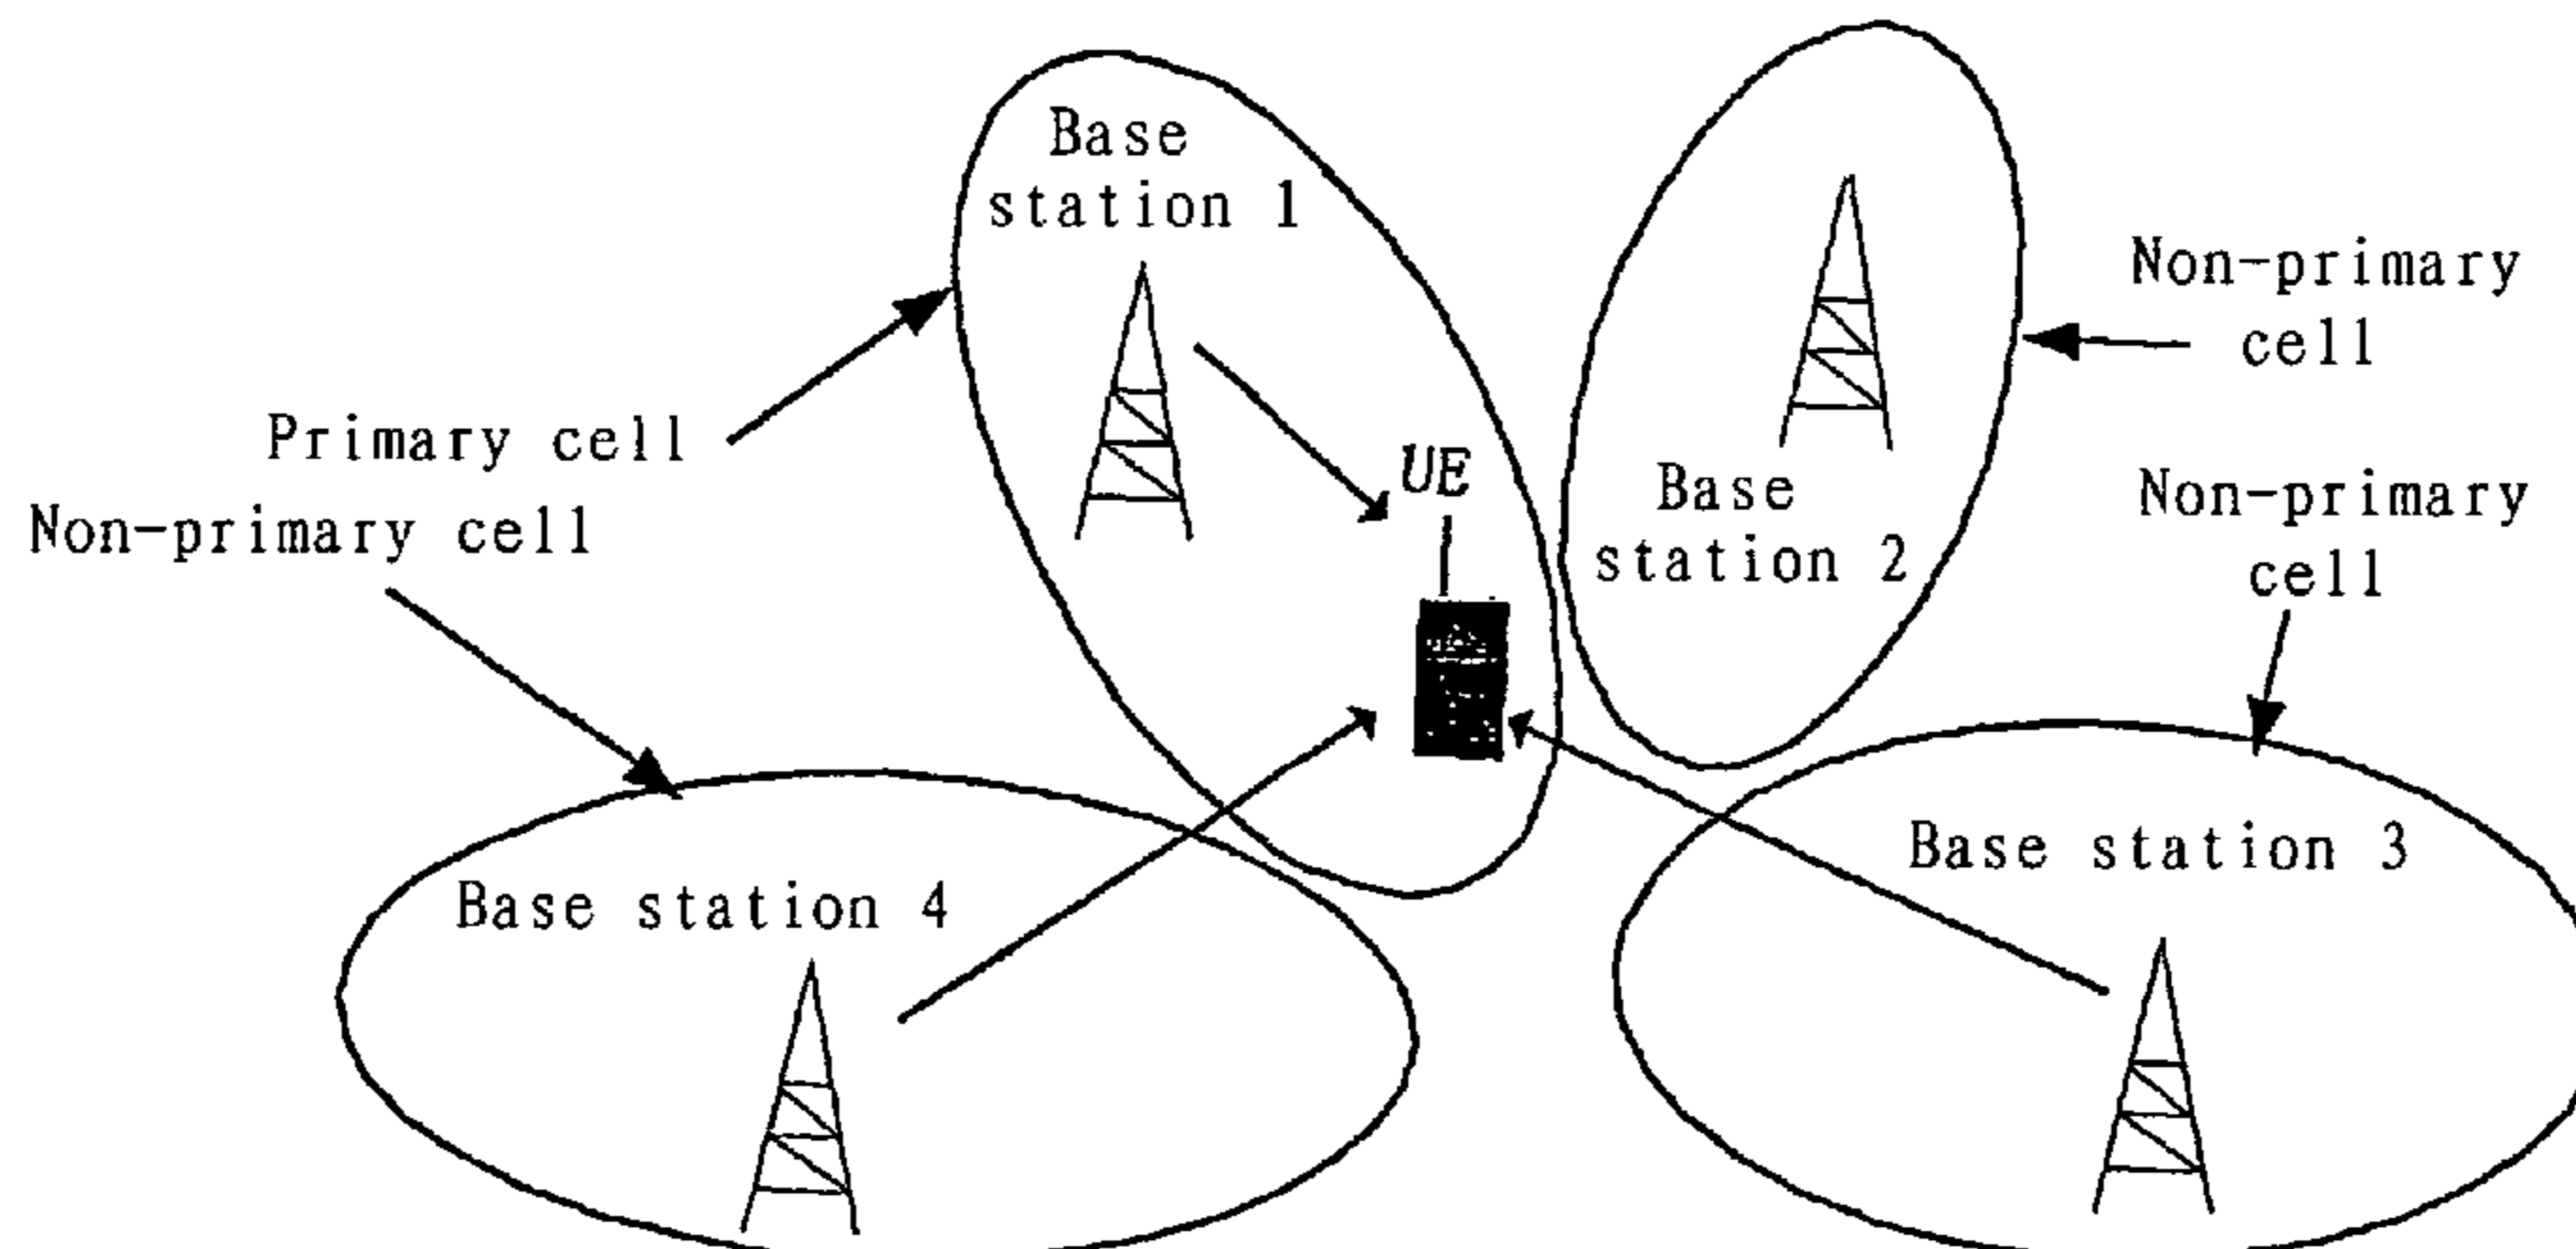 Base
station 1
Non-primary
cell
Primary cell
UE
Non-primary cell
Base
station 2
Non-primary
cell
Base station 3
Base station 4